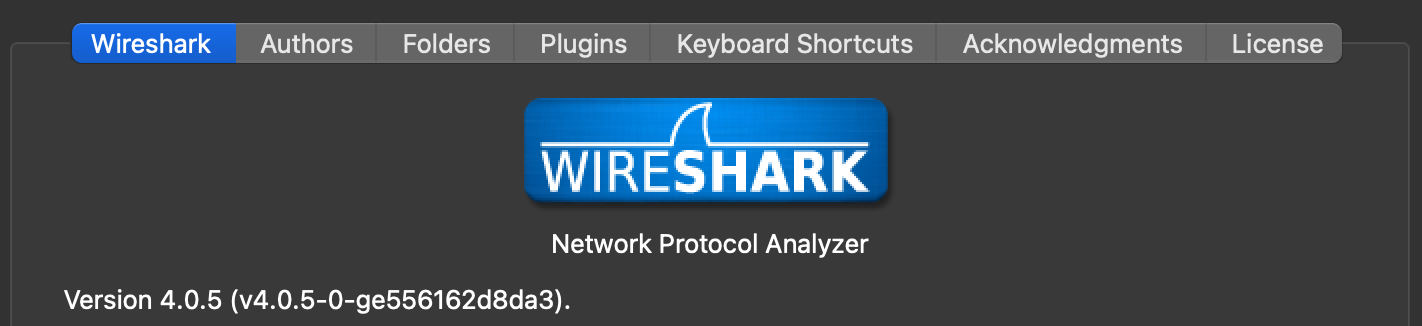 Wireshark Authors Folders Plugins Keyboard Shortcuts Acknowledgments License
WIRESHARK
Network Protocol Analyzer
Version 4.0.5 (v4.0.5-0-ge556162d8da3).